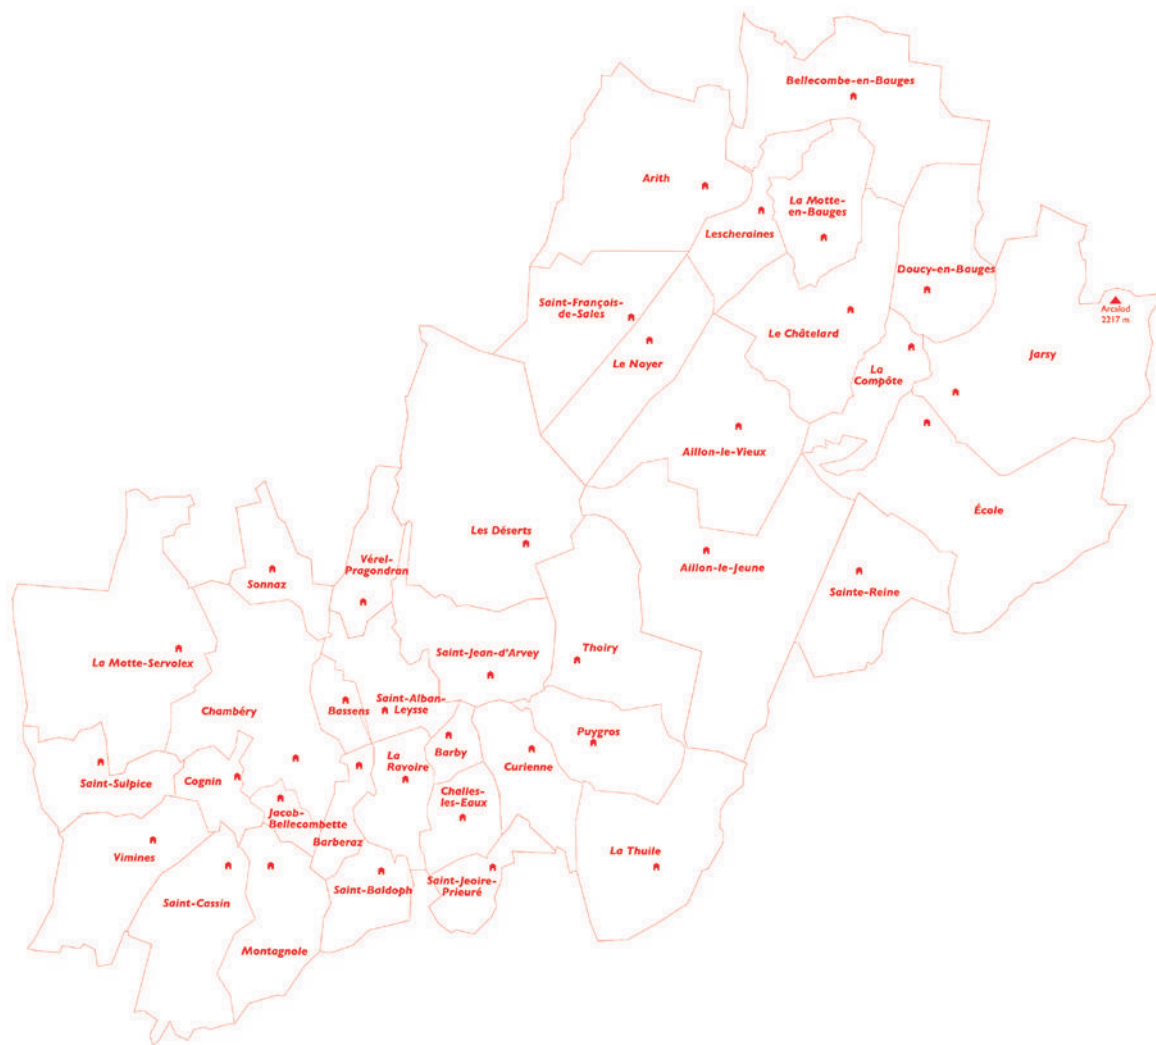 Bellecombe-en-Bauges
Arith
La Motte-
en-Bauges
Lescheraines
Doucy-en-Bauges
Saint-François-
de-Sales
Arcalod
2217 m
Le Châtelard
Jarsy
Le Noyer
La
Compôte
Aillon-le-Vieux
École
Les Déserts
Vérel-
Pragondran
Aillon-le-Jeune
Sonnaz
Sainte-Reine
Thoiry
Saint-Jean-d'Arvey
La Motte-Servolex
Saint-Alban-
Leysse
Bassens
Chambéry
Puygros
Barby
La
Ravoire
Curienne
Cognin
Saint-Sulpice
Challes-
les-Eaux
Jacob-
Bellecombette
Barberaz
Vimines
La Thuile
Saint-Jeoire-
Prieuré
Saint-Baldoph
Saint-Cassin
Montagnole